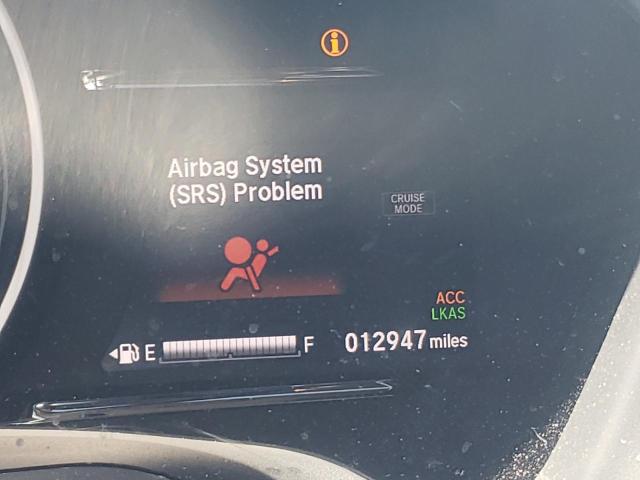 Airbag System
(SRS) Problem
CRUISE
MODE
ACC
LKAS
E F 012947 miles